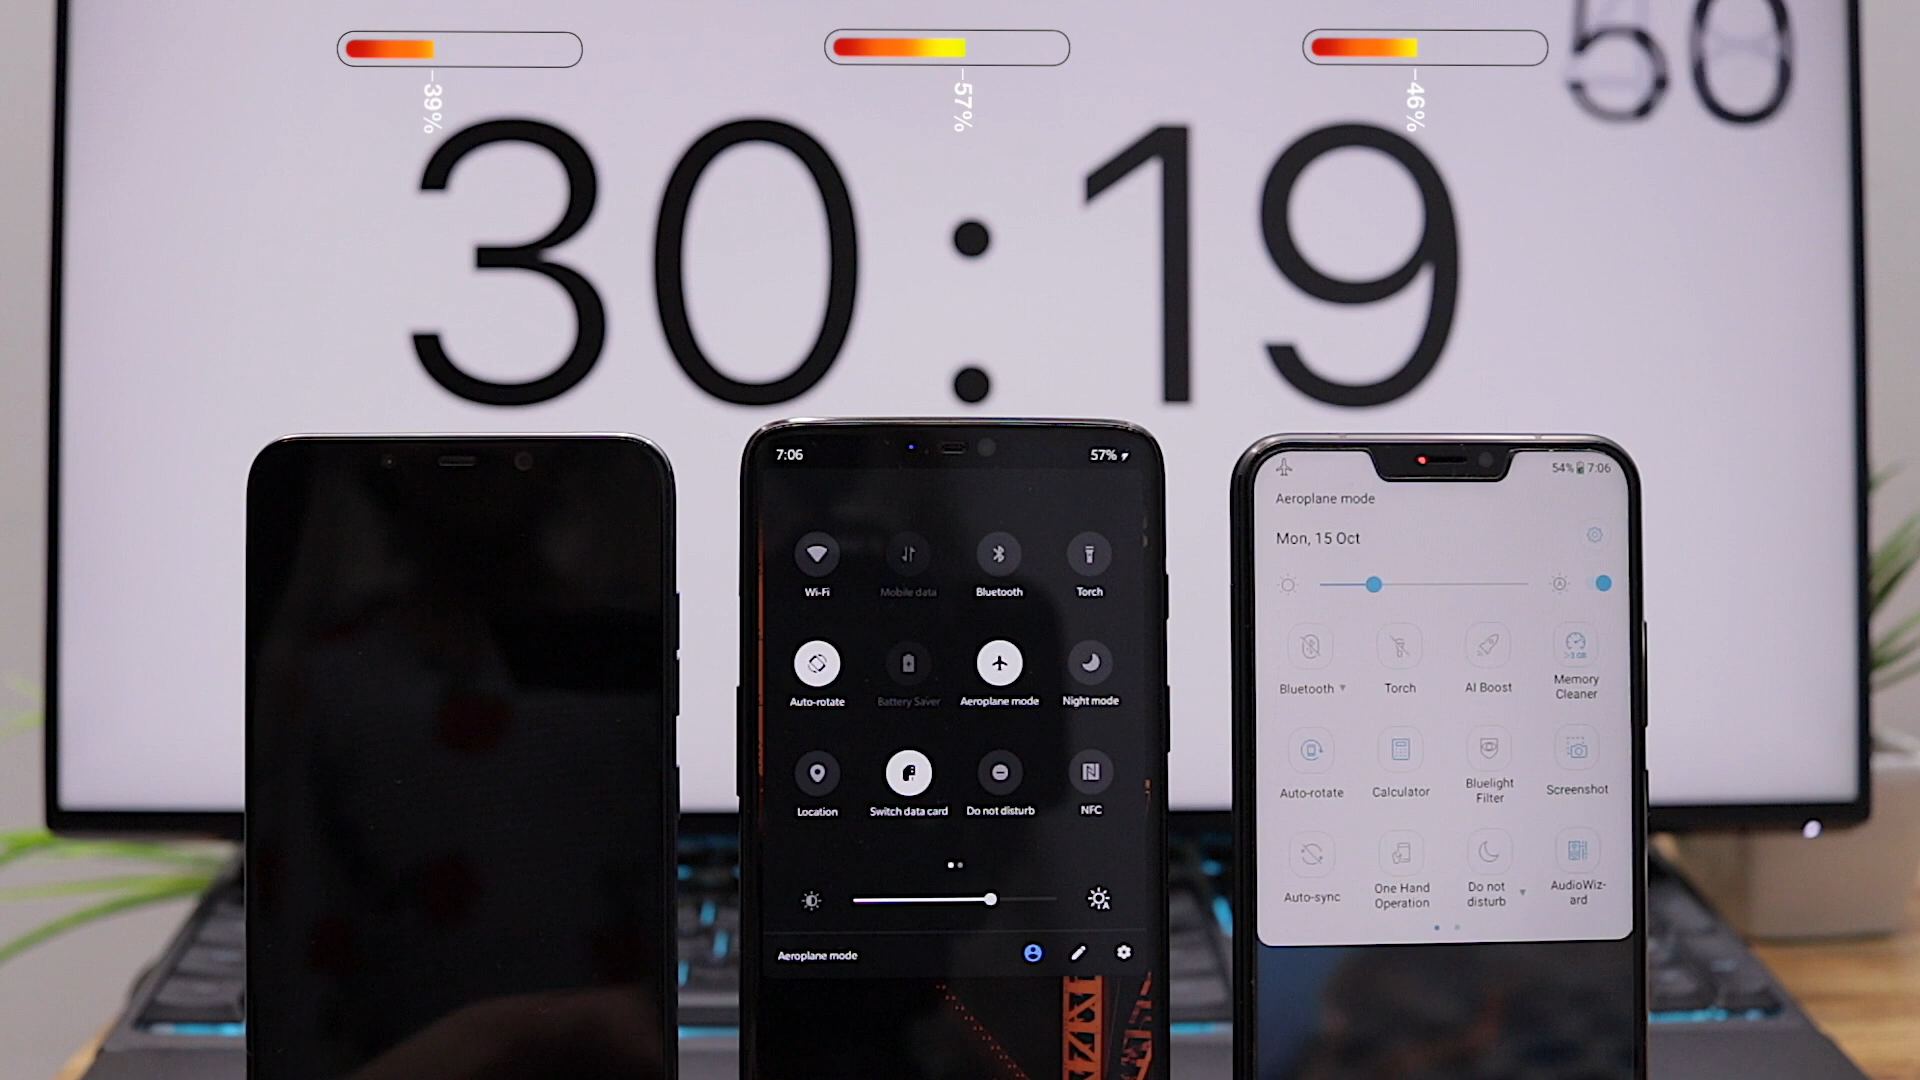 50
39%
57%
46%
30:19
7:06
57%
Wi-Fi
Mobile data
Bluetooth
Torch
Auto-rotate
Battery Saver
Aeroplane mode
Night mode
Location
Switch data card
Do not disturb
NFC
Aeroplane mode
54% 7:06
Aeroplane mode
Mon, 15 Oct
Bluetooth
Torch
AI Boost
Memory
Cleaner
>3 GB
Auto-rotate
Calculator
Bluelight
Filter
Screenshot
Auto-sync
One Hand
Operation
Do not
disturb
AudioWiz-
ard